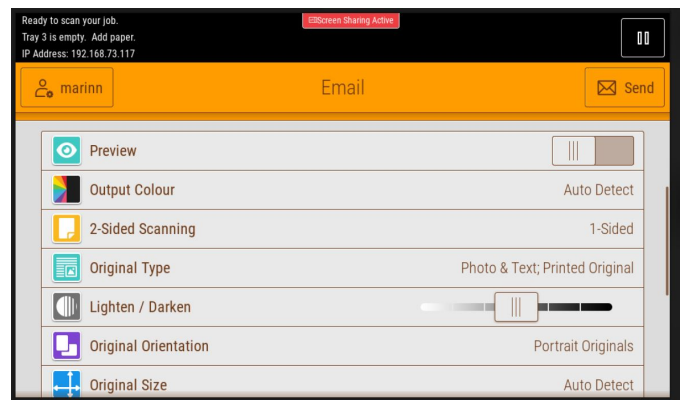 Ready to scan your job.
Screen Sharing Active
Tray 3 is empty. Add paper.
IP Address: 192.168.73.117
marinn
Email
Send
Preview
Output Colour
Auto Detect
2-Sided Scanning
1-Sided
Original Type
Photo & Text; Printed Original
Lighten / Darken
Original Orientation
Portrait Originals
Original Size
Auto Detect